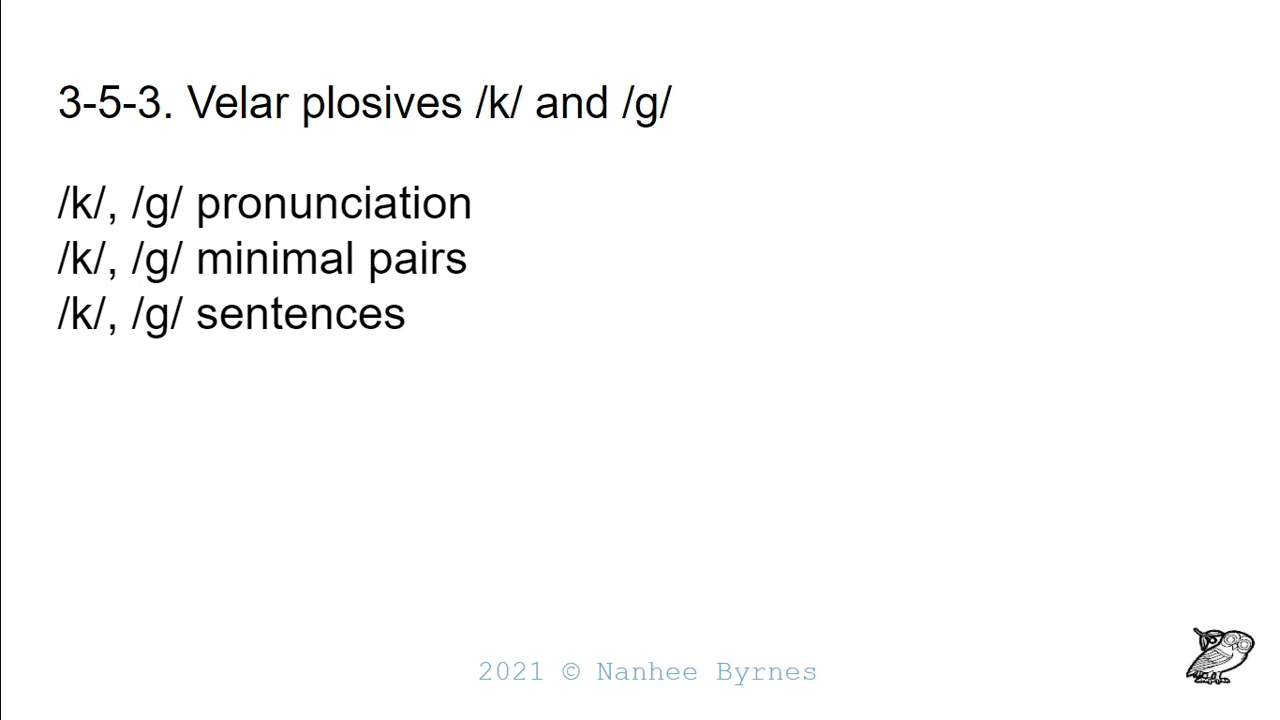 3-5-3. Velar plosives /k/ and /g/
/k/, /g/ pronunciation
/k/, /g/ minimal pairs
/k/, /g/ sentences
2021 © Nanhee Byrnes